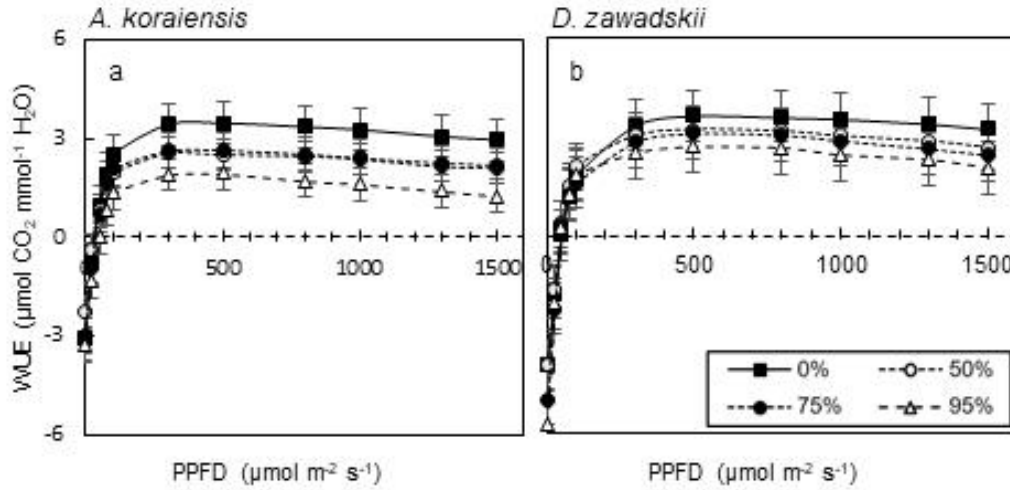 A. koraiensis
D. zawadskii
WUE (µmol CO₂ mmol⁻¹ H₂O)
6
3
0
-3
-6
a
500
1000
1500
b
0
500
1000
1500
0%
50%
75%
95%
PPFD (µmol m⁻² s⁻¹)
PPFD (µmol m⁻² s⁻¹)